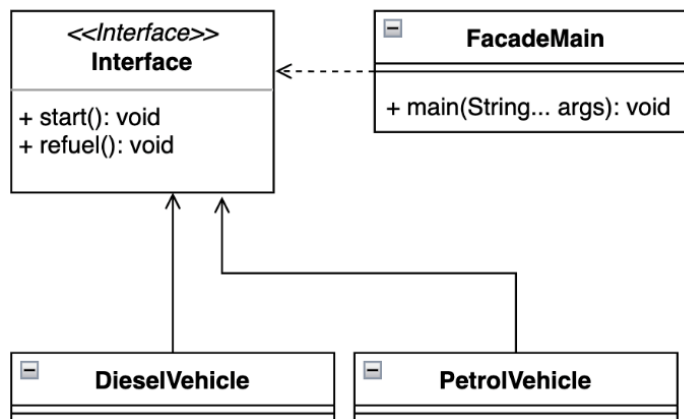 <<Interface>>
Interface
+ start(): void
+ refuel(): void
FacadeMain
+ main(String... args): void
DieselVehicle
PetrolVehicle